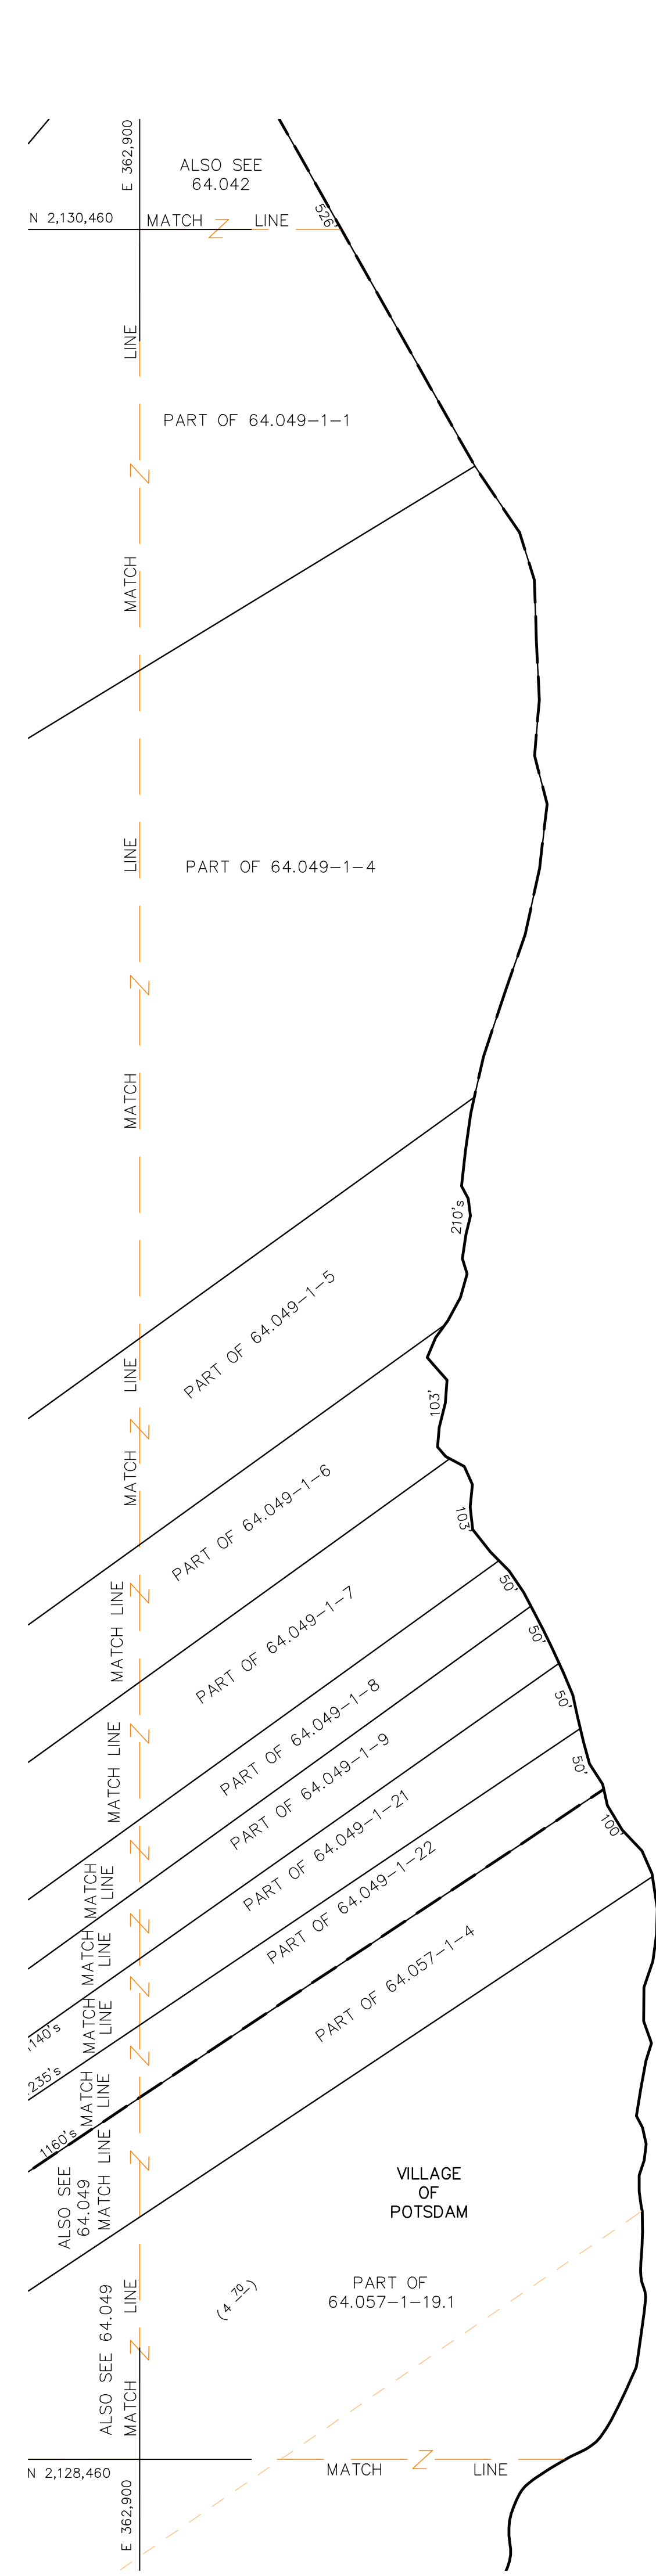 E 362,900
ALSO SEE
64.042
526'
N 2,130,460
MATCH
LINE
LINE
PART OF 64.049-1-1
MATCH
LINE
PART OF 64.049-1-4
MATCH
210's
PART OF 64.049-1-5
LINE
103'
MATCH
PART OF 64.049-1-6
103'
MATCH LINE
PART OF 64.049-1-7
50'
50'
MATCH LINE
PART OF 64.049-1-8
50'
PART OF 64.049-1-9
50'
PART OF 64.049-1-21
100'
MATCH
LINE
PART OF 64.049-1-22
MATCH
LINE
PART OF 64.057-1-4
MATCH
LINE
140's
235's
MATCH
LINE
1160's
ALSO SEE
64.049
MATCH LINE
VILLAGE
OF
POTSDAM
PART OF
64.057-1-19.1
(4 70)
ALSO SEE 64.049
LINE
MATCH
N 2,128,460
MATCH
LINE
E 362,900